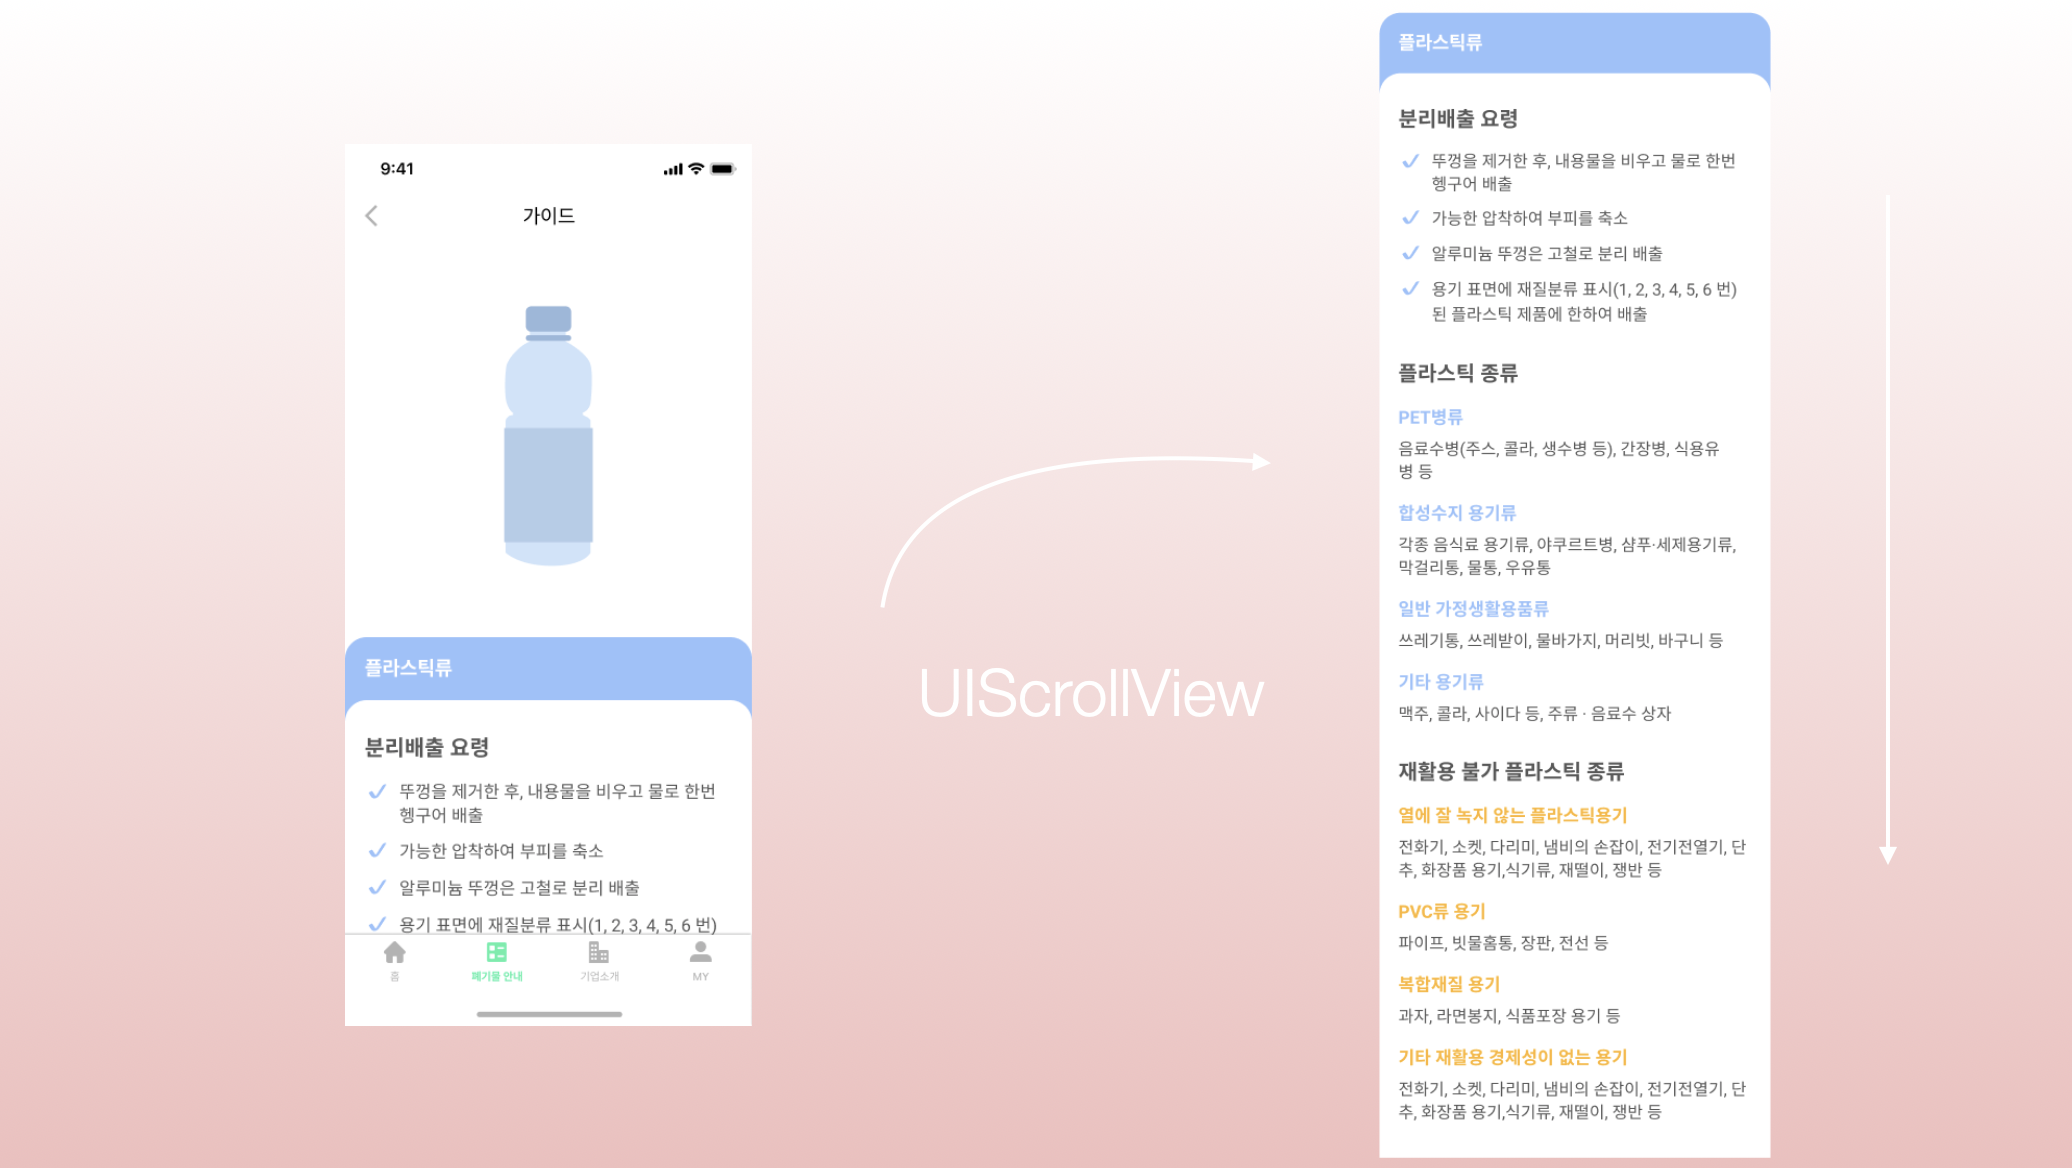 9:41
가이드
플라스틱류
분리배출 요령
뚜껑을 제거한 후, 내용물을 비우고 물로 한번
헹구어 배출
가능한 압착하여 부피를 축소
알루미늄 뚜껑은 고철로 분리 배출
용기 표면에 재질분류 표시(1, 2, 3, 4, 5, 6 번)
홈
폐기물 안내
기업소개
MY
UIScrollView
플라스틱류
분리배출 요령
뚜껑을 제거한 후, 내용물을 비우고 물로 한번
헹구어 배출
가능한 압착하여 부피를 축소
알루미늄 뚜껑은 고철로 분리 배출
용기 표면에 재질분류 표시(1, 2, 3, 4, 5, 6 번)
된 플라스틱 제품에 한하여 배출
플라스틱 종류
PET병류
음료수병(주스, 콜라, 생수병 등), 간장병, 식용유
병 등
합성수지 용기류
각종 음식료 용기류, 야쿠르트병, 샴푸·세제용기류,
막걸리통, 물통, 우유통
일반 가정생활용품류
쓰레기통, 쓰레받이, 물바가지, 머리빗, 바구니 등
기타 용기류
맥주, 콜라, 사이다 등, 주류 · 음료수 상자
재활용 불가 플라스틱 종류
열에 잘 녹지 않는 플라스틱용기
전화기, 소켓, 다리미, 냄비의 손잡이, 전기전열기, 단
추, 화장품 용기,식기류, 재떨이, 쟁반 등
PVC류 용기
파이프, 빗물홈통, 장판, 전선 등
복합재질 용기
과자, 라면봉지, 식품포장 용기 등
기타 재활용 경제성이 없는 용기
전화기, 소켓, 다리미, 냄비의 손잡이, 전기전열기, 단
추, 화장품 용기,식기류, 재떨이, 쟁반 등